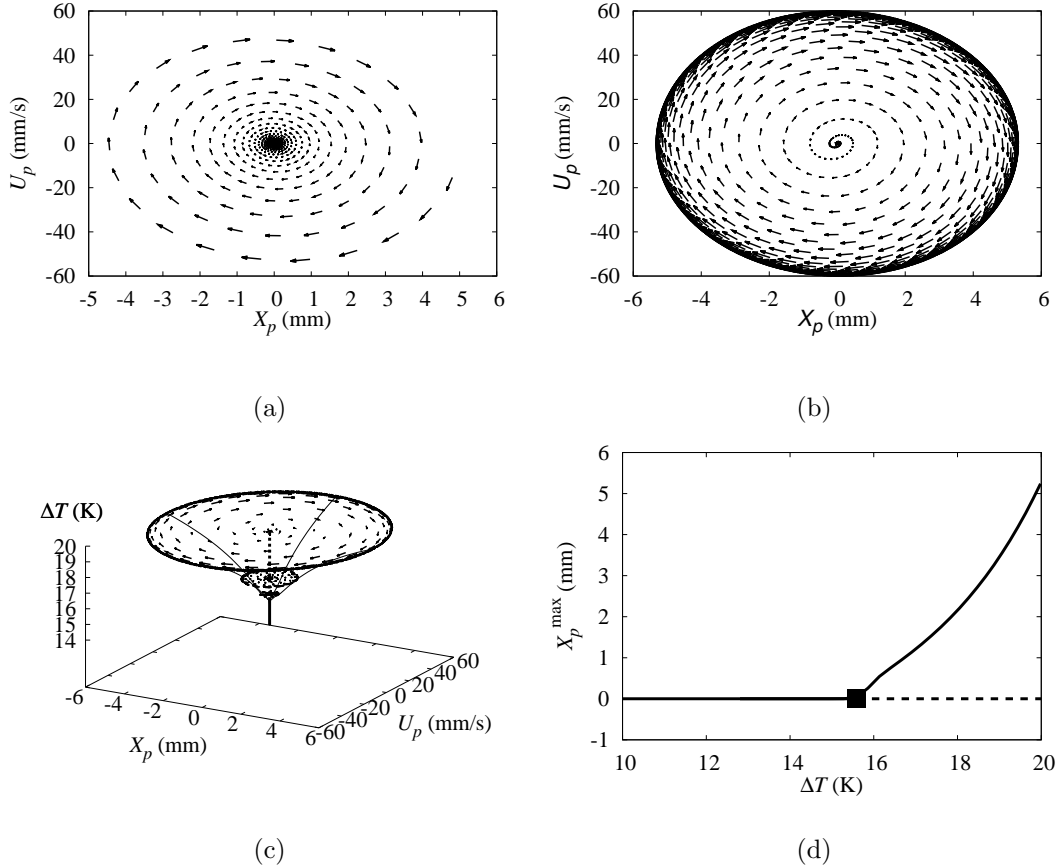 60
40
20
0
-20
-40
-60
U_p (mm/s)
-5 -4 -3 -2 -1 0 1 2 3 4 5 6
X_p (mm)
(a)
60
40
20
0
-20
-40
-60
U_p (mm/s)
-6 -4 -2 0 2 4 6
X_p (mm)
(b)
ΔT (K)
20
19
18
17
16
15
14
-6 -4 -2 0 2 4 6
X_p (mm)
-60 -40 -20 0 20 40 60
U_p (mm/s)
(c)
6
5
4
3
2
1
0
-1
X_p^max (mm)
10 12 14 16 18 20
ΔT (K)
(d)